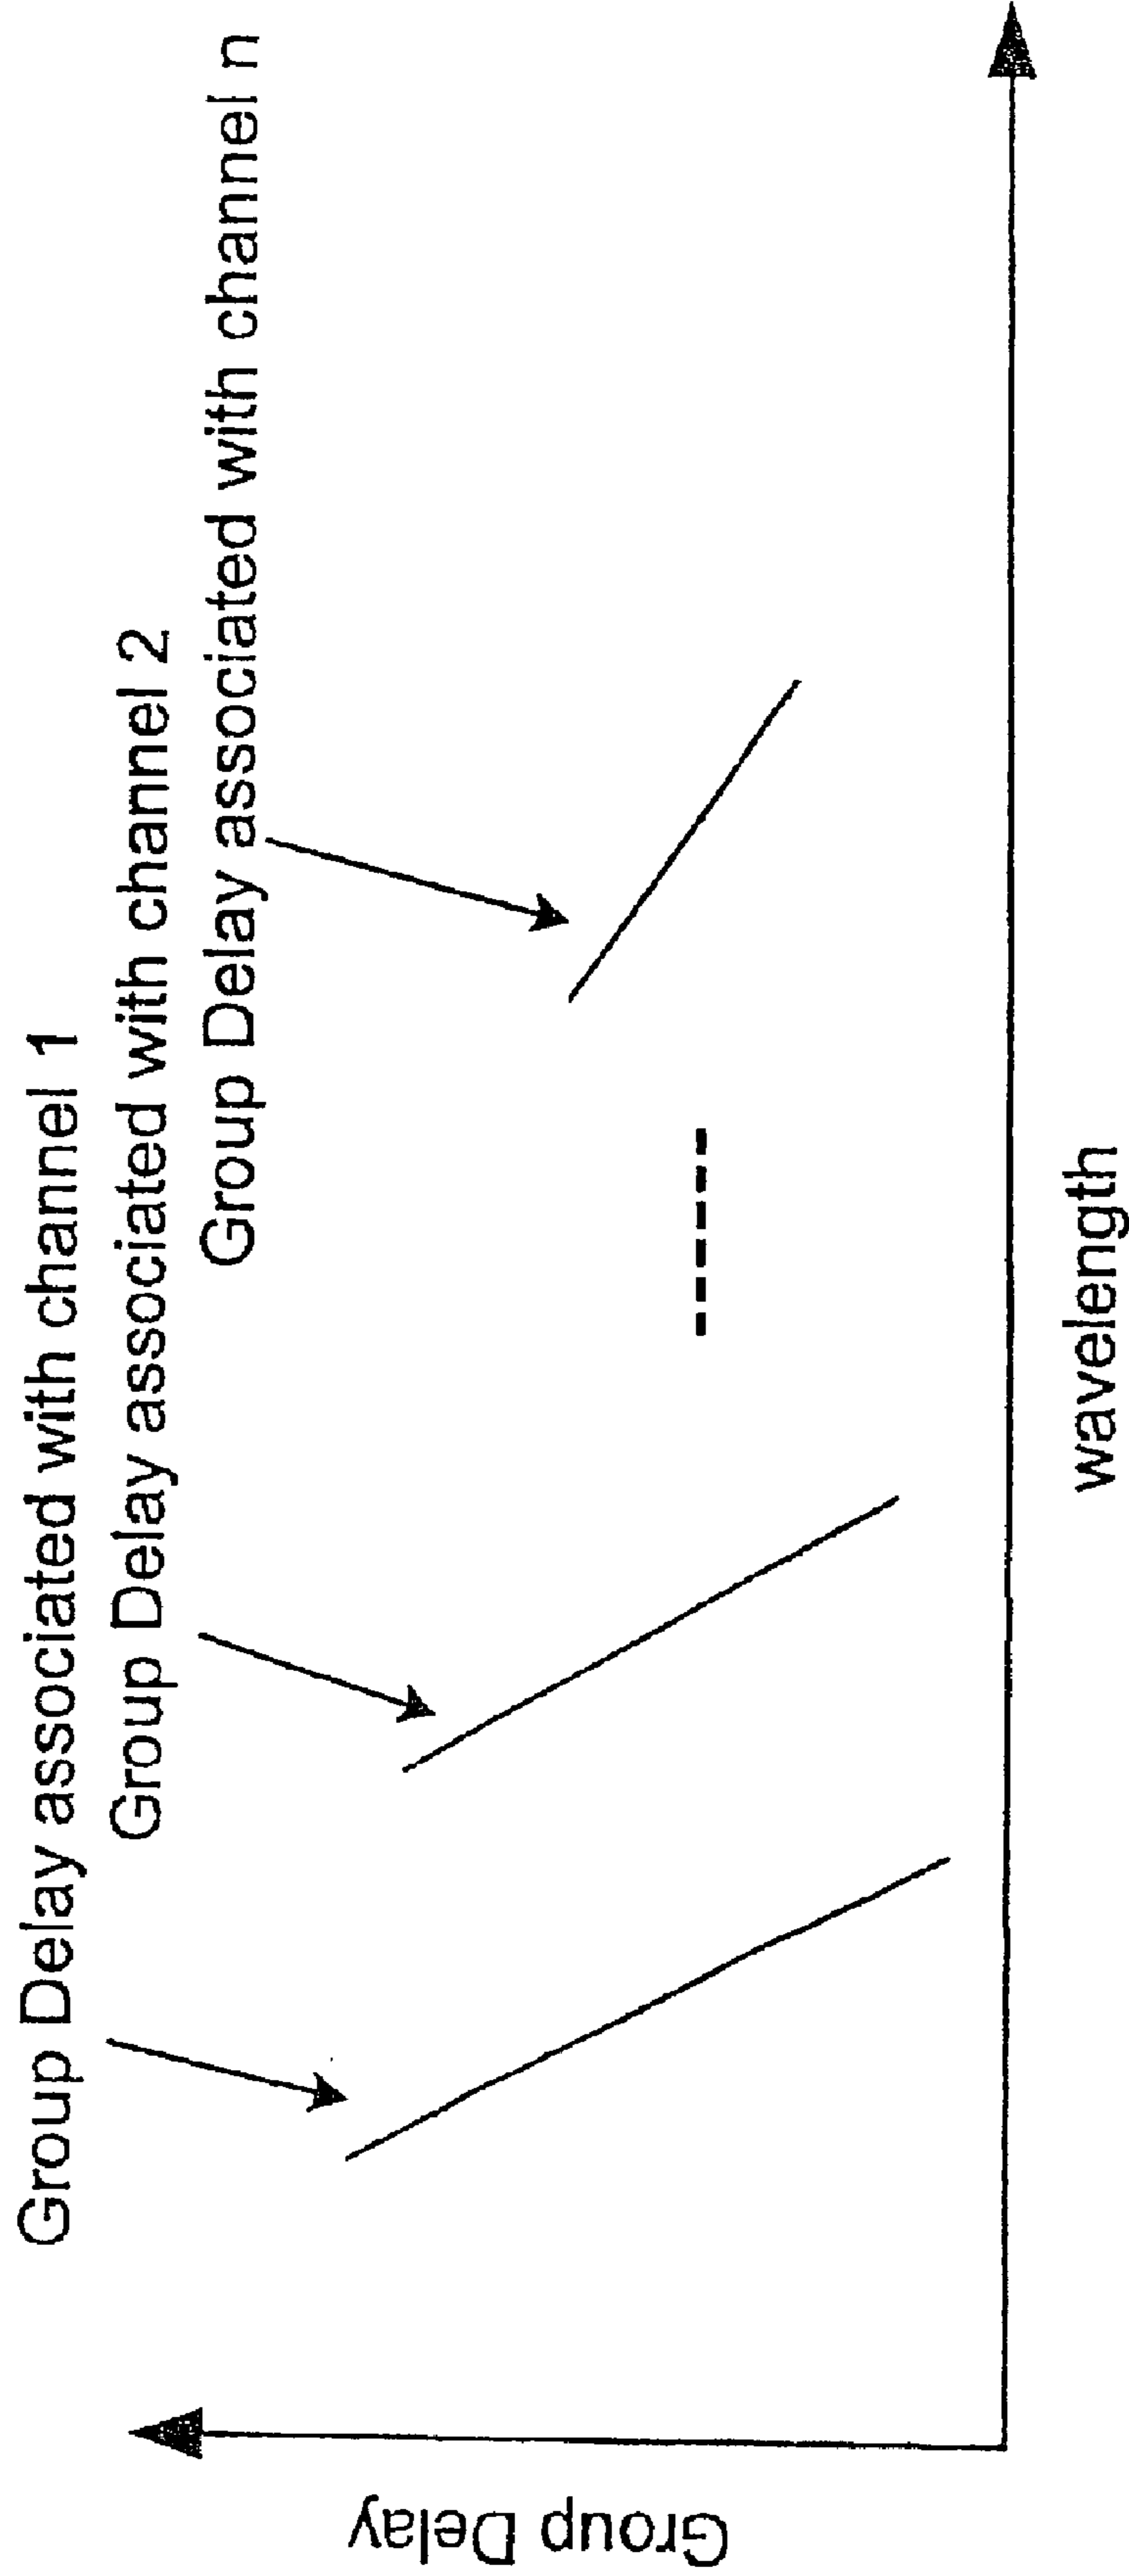 Group Delay associated with channel 1
Group Delay associated with channel 2
Group Delay associated with channel n
Group Delay
wavelength